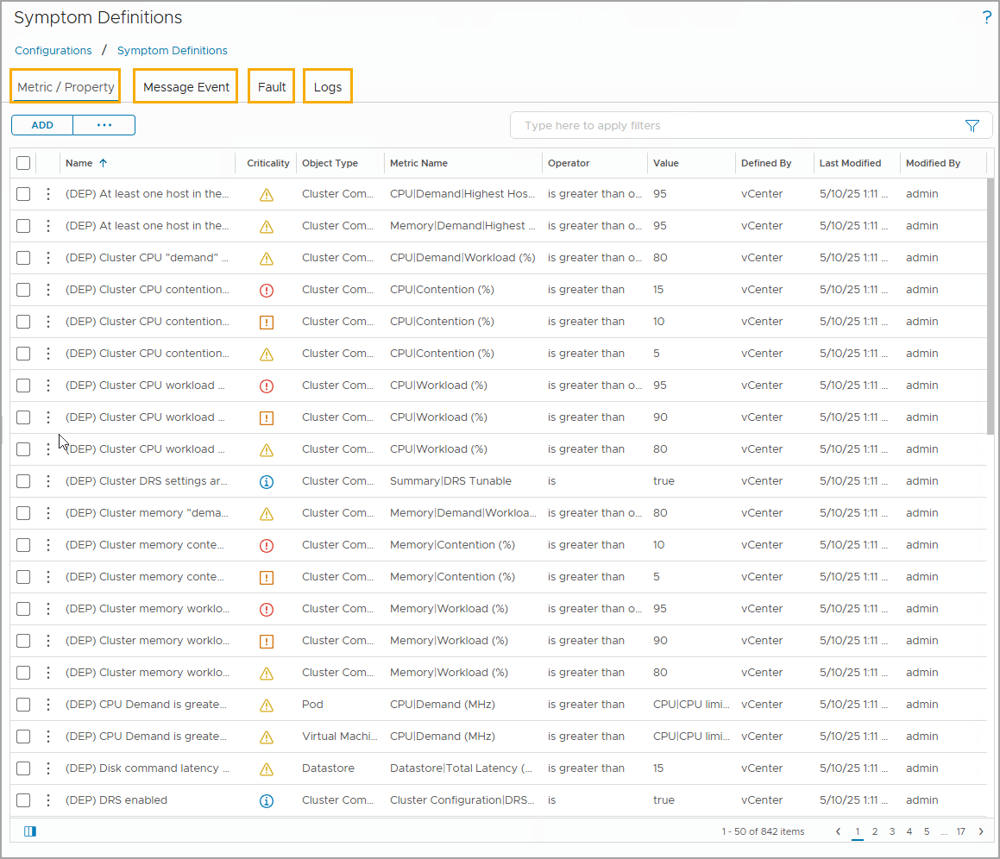 Symptom Definitions ?
Configurations / Symptom Definitions
Metric / Property Message Event Fault Logs
ADD ••• Type here to apply filters
Name Criticality Object Type Metric Name Operator Value Defined By Last Modified Modified By
(DEP) At least one host in the... Cluster Com... CPU|Demand|Highest Hos... is greater than o... 95 vCenter 5/10/25 1:11 ... admin
(DEP) At least one host in the... Cluster Com... Memory|Demand|Highest ... is greater than o... 95 vCenter 5/10/25 1:11 ... admin
(DEP) Cluster CPU "demand" ... Cluster Com... CPU|Demand|Workload (%) is greater than o... 80 vCenter 5/10/25 1:11 ... admin
(DEP) Cluster CPU contention... Cluster Com... CPU|Contention (%) is greater than 15 vCenter 5/10/25 1:11 ... admin
(DEP) Cluster CPU contention... Cluster Com... CPU|Contention (%) is greater than 10 vCenter 5/10/25 1:11 ... admin
(DEP) Cluster CPU contention... Cluster Com... CPU|Contention (%) is greater than 5 vCenter 5/10/25 1:11 ... admin
(DEP) Cluster CPU workload ... Cluster Com... CPU|Workload (%) is greater than o... 95 vCenter 5/10/25 1:11 ... admin
(DEP) Cluster CPU workload ... Cluster Com... CPU|Workload (%) is greater than 90 vCenter 5/10/25 1:11 ... admin
(DEP) Cluster CPU workload ... Cluster Com... CPU|Workload (%) is greater than 80 vCenter 5/10/25 1:11 ... admin
(DEP) Cluster DRS settings ar... Cluster Com... Summary|DRS Tunable is true vCenter 5/10/25 1:11 ... admin
(DEP) Cluster memory "dema... Cluster Com... Memory|Demand|Workloa... is greater than o... 80 vCenter 5/10/25 1:11 ... admin
(DEP) Cluster memory conte... Cluster Com... Memory|Contention (%) is greater than 10 vCenter 5/10/25 1:11 ... admin
(DEP) Cluster memory conte... Cluster Com... Memory|Contention (%) is greater than 5 vCenter 5/10/25 1:11 ... admin
(DEP) Cluster memory worklo... Cluster Com... Memory|Workload (%) is greater than o... 95 vCenter 5/10/25 1:11 ... admin
(DEP) Cluster memory worklo... Cluster Com... Memory|Workload (%) is greater than 90 vCenter 5/10/25 1:11 ... admin
(DEP) Cluster memory worklo... Cluster Com... Memory|Workload (%) is greater than 80 vCenter 5/10/25 1:11 ... admin
(DEP) CPU Demand is greate... Pod CPU|Demand (MHz) is greater than CPU|CPU limi... vCenter 5/10/25 1:11 ... admin
(DEP) CPU Demand is greate... Virtual Machi... CPU|Demand (MHz) is greater than CPU|CPU limi... vCenter 5/10/25 1:11 ... admin
(DEP) Disk command latency ... Datastore Datastore|Total Latency (... is greater than 15 vCenter 5/10/25 1:11 ... admin
(DEP) DRS enabled Cluster Com... Cluster Configuration|DRS... is true vCenter 5/10/25 1:11 ... admin
1 - 50 of 842 items 1 2 3 4 5 ... 17